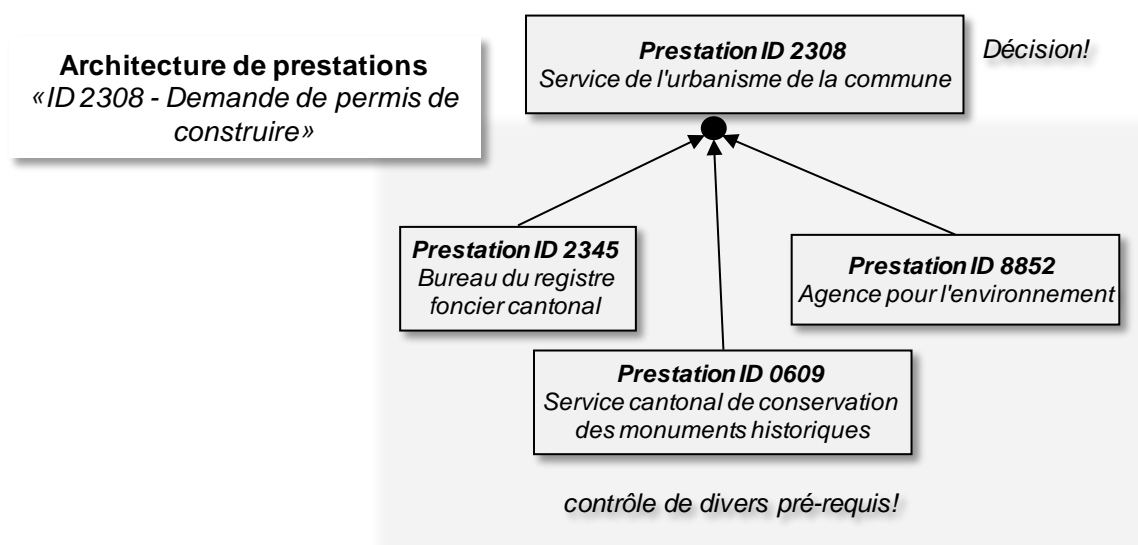 Architecture de prestations
«ID 2308 - Demande de permis de
construire»
Prestation ID 2308
Service de l'urbanisme de la commune
Décision!
Prestation ID 2345
Bureau du registre
foncier cantonal
Prestation ID 8852
Agence pour l'environnement
Prestation ID 0609
Service cantonal de conservation
des monuments historiques
contrôle de divers pré-requis!